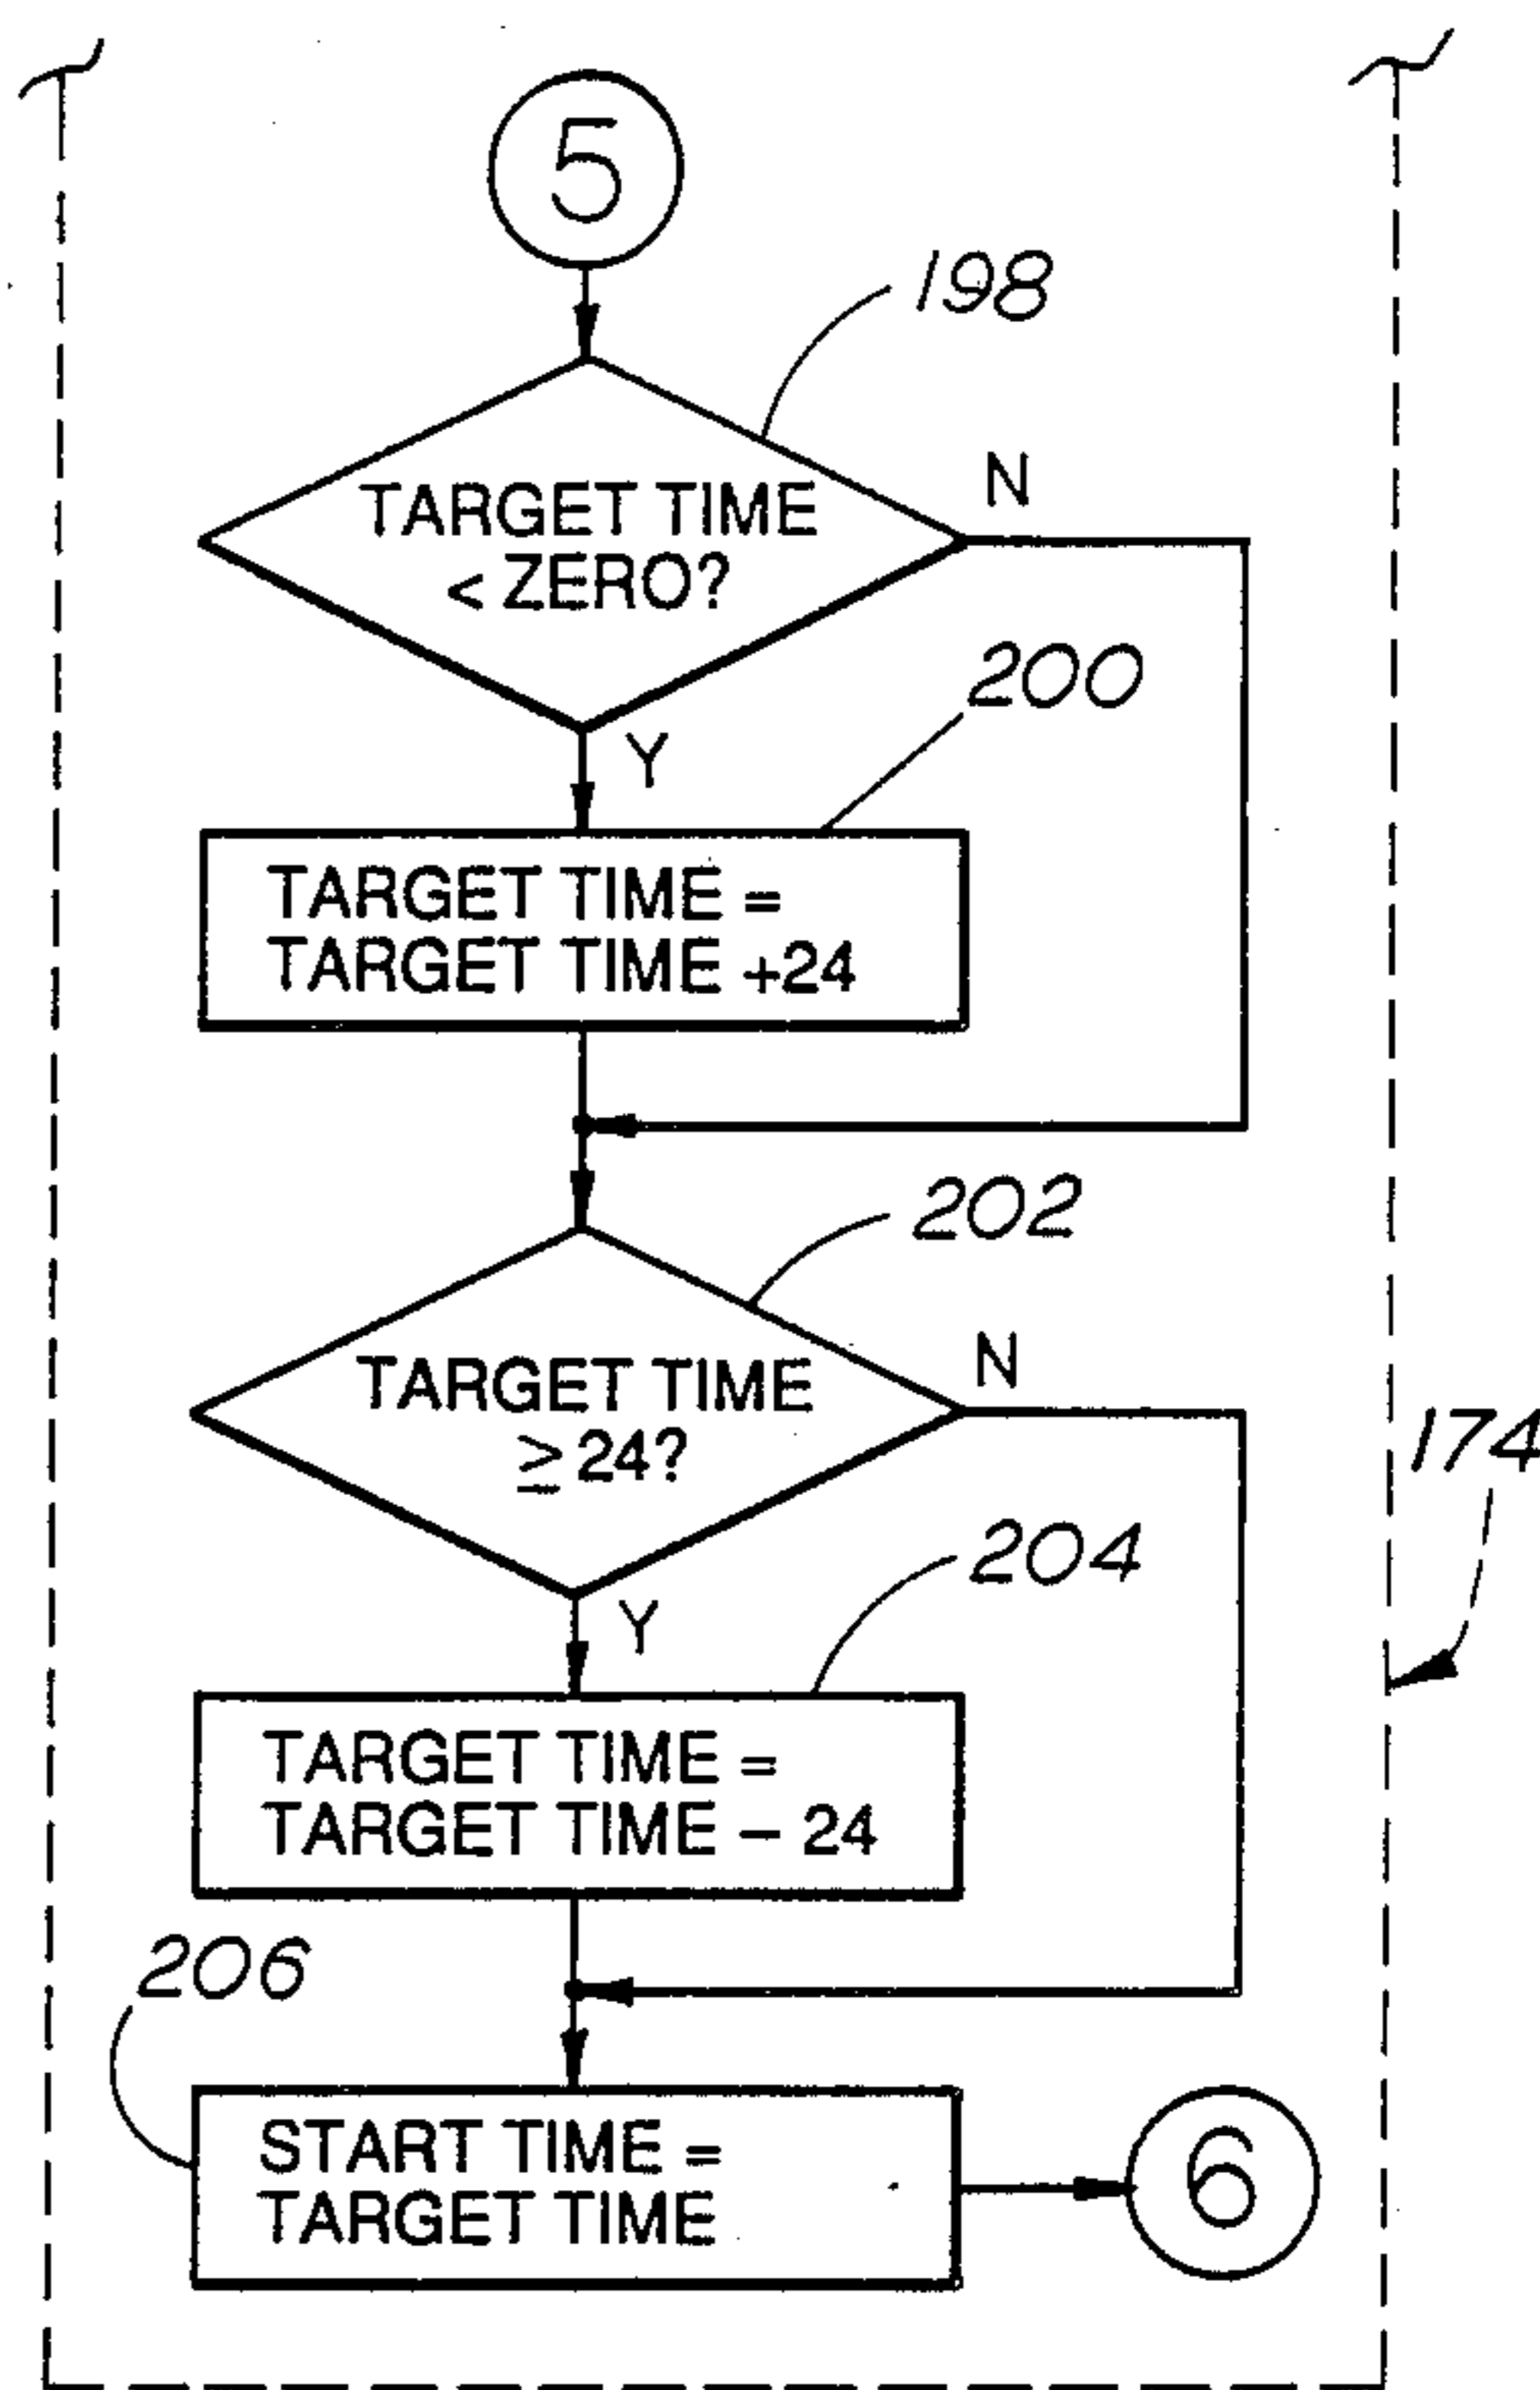 5
198
TARGET TIME
< ZERO?
N
200
Y
TARGET TIME =
TARGET TIME +24
202
TARGET TIME
≥ 24?
N
174
204
Y
TARGET TIME =
TARGET TIME – 24
206
START TIME =
TARGET TIME
6